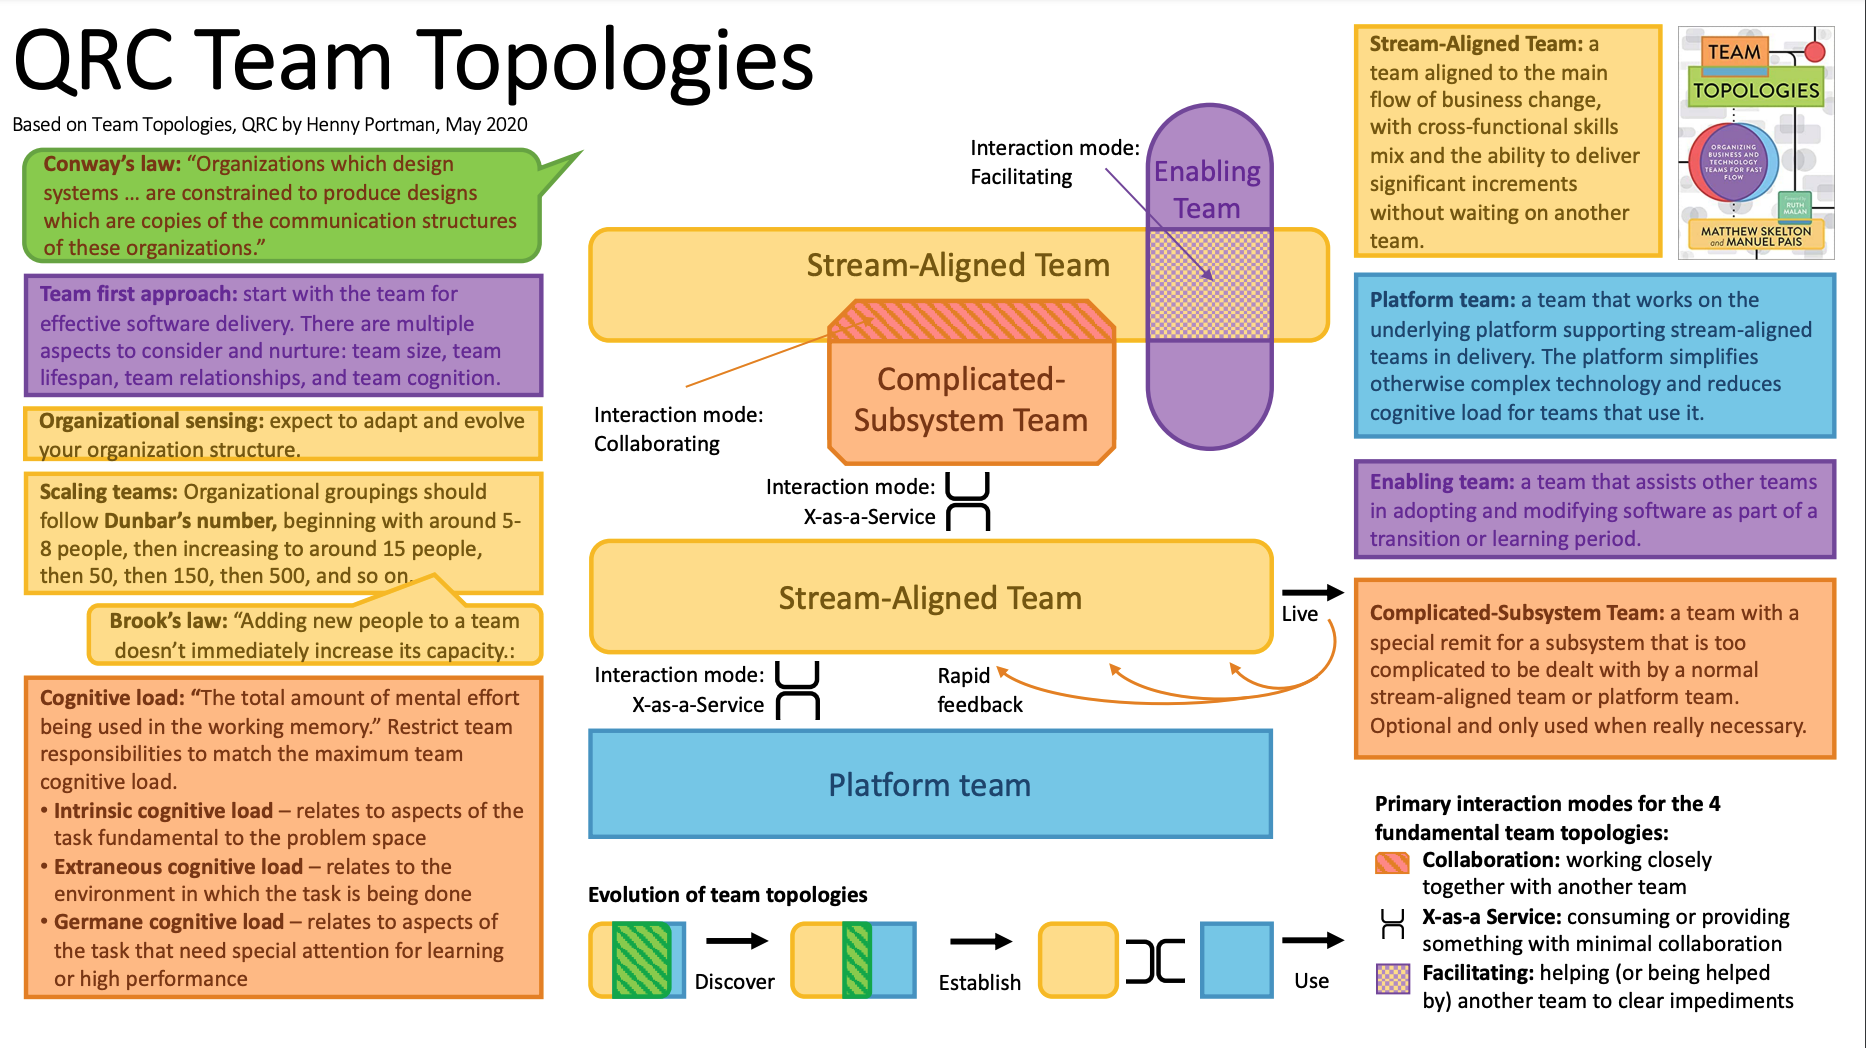 QRC Team Topologies
Based on Team Topologies, QRC by Henny Portman, May 2020
Conway's law: “Organizations which design
systems ... are constrained to produce designs
which are copies of the communication structures
of these organizations.”
Team first approach: start with the team for
effective software delivery. There are multiple
aspects to consider and nurture: team size, team
lifespan, team relationships, and team cognition.
Organizational sensing: expect to adapt and evolve
your organization structure.
Scaling teams: Organizational groupings should
follow Dunbar's number, beginning with around 5-
8 people, then increasing to around 15 people,
then 50, then 150, then 500, and so on.
Brook's law: “Adding new people to a team
doesn't immediately increase its capacity.:
Cognitive load: “The total amount of mental effort
being used in the working memory.” Restrict team
responsibilities to match the maximum team
cognitive load.
• Intrinsic cognitive load – relates to aspects of the
task fundamental to the problem space
• Extraneous cognitive load – relates to the
environment in which the task is being done
• Germane cognitive load – relates to aspects of
the task that need special attention for learning
or high performance
Interaction mode:
Facilitating
Enabling
Team
Stream-Aligned Team
Complicated-
Subsystem Team
Interaction mode:
Collaborating
Interaction mode:
X-as-a-Service
Stream-Aligned Team
Live
Interaction mode:
X-as-a-Service
Rapid
feedback
Platform team
Evolution of team topologies
Discover
Establish
Use
Stream-Aligned Team: a
team aligned to the main
flow of business change,
with cross-functional skills
mix and the ability to deliver
significant increments
without waiting on another
team.
TEAM
TOPOLOGIES
ORGANIZING
BUSINESS AND
TECHNOLOGY
TEAMS FOR FAST
FLOW
RUTH
MALAN
MATTHEW SKELTON
and MANUEL PAIS
Platform team: a team that works on the
underlying platform supporting stream-aligned
teams in delivery. The platform simplifies
otherwise complex technology and reduces
cognitive load for teams that use it.
Enabling team: a team that assists other teams
in adopting and modifying software as part of a
transition or learning period.
Complicated-Subsystem Team: a team with a
special remit for a subsystem that is too
complicated to be dealt with by a normal
stream-aligned team or platform team.
Optional and only used when really necessary.
Primary interaction modes for the 4
fundamental team topologies:
Collaboration: working closely
together with another team
X-as-a Service: consuming or providing
something with minimal collaboration
Facilitating: helping (or being helped
by) another team to clear impediments